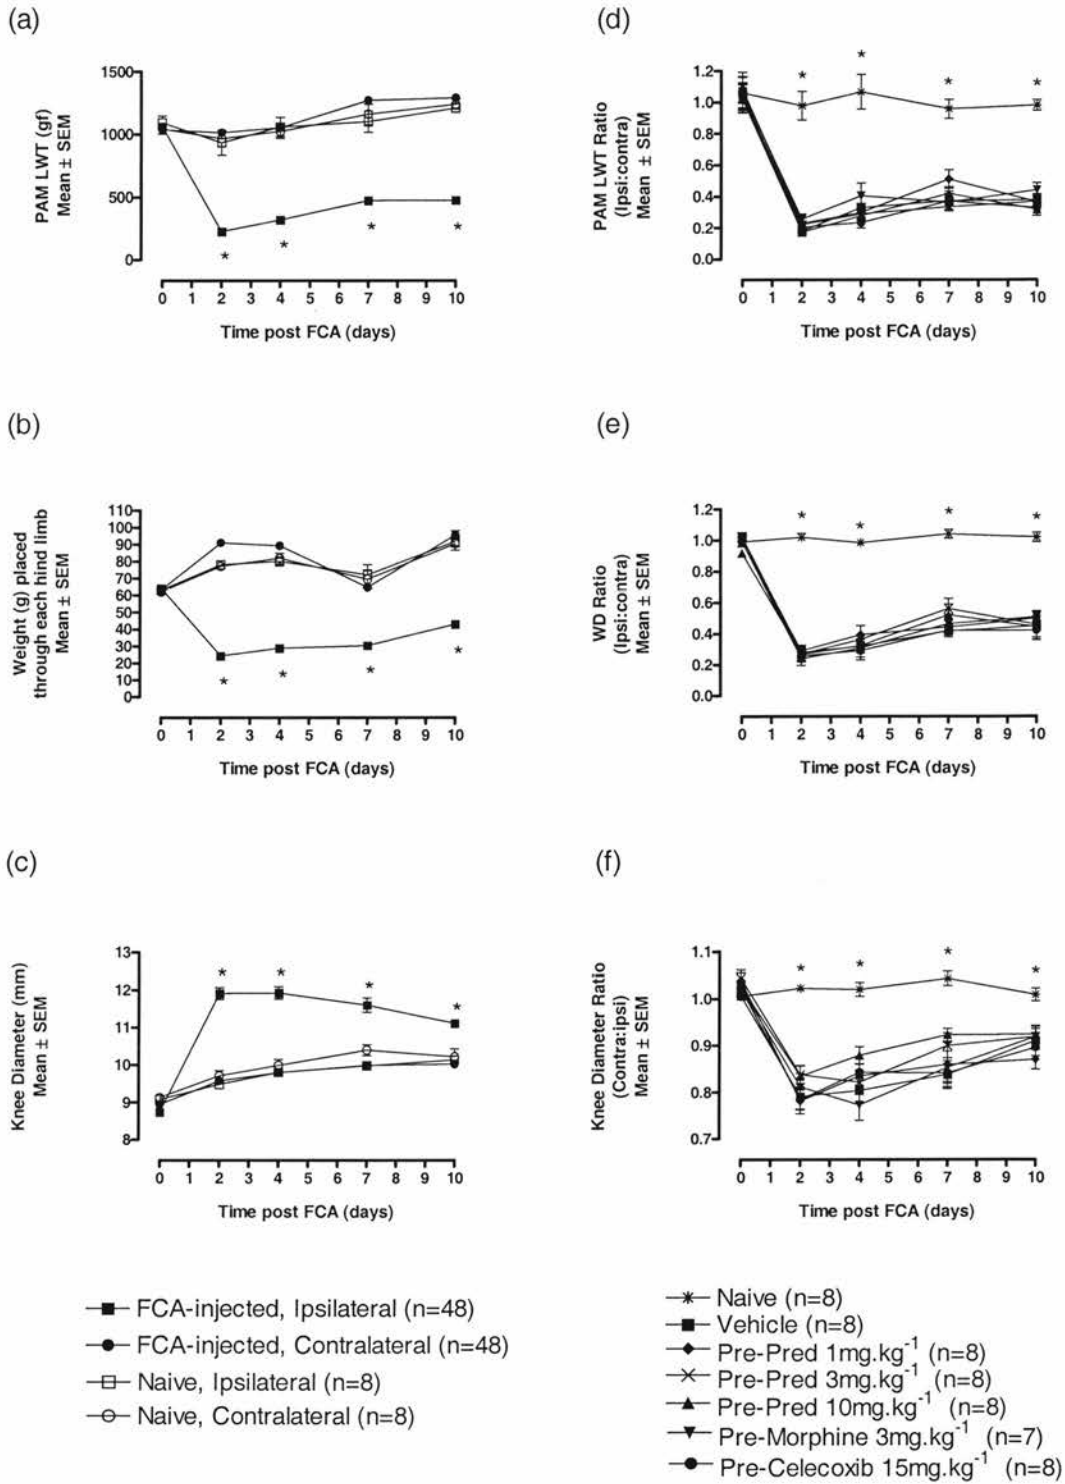 (a)
1500
1000
500
0
PAM LWT (gf)
Mean ± SEM
*
*
*
*
0 1 2 3 4 5 6 7 8 9 10
Time post FCA (days)
(b)
110
100
90
80
70
60
50
40
30
20
10
0
Weight (g) placed
through each hind limb
Mean ± SEM
*
*
*
*
0 1 2 3 4 5 6 7 8 9 10
Time post FCA (days)
(c)
13
12
11
10
9
8
Knee Diameter (mm)
Mean ± SEM
*
*
*
*
0 1 2 3 4 5 6 7 8 9 10
Time post FCA (days)
FCA-injected, Ipsilateral (n=48)
FCA-injected, Contralateral (n=48)
Naive, Ipsilateral (n=8)
Naive, Contralateral (n=8)
(d)
1.2
1.0
0.8
0.6
0.4
0.2
0.0
PAM LWT Ratio
(Ipsi:contra)
Mean ± SEM
*
*
*
*
0 1 2 3 4 5 6 7 8 9 10
Time post FCA (days)
(e)
1.2
1.0
0.8
0.6
0.4
0.2
0.0
WD Ratio
(Ipsi:contra)
Mean ± SEM
*
*
*
*
0 1 2 3 4 5 6 7 8 9 10
Time post FCA (days)
(f)
1.1
1.0
0.9
0.8
0.7
Knee Diameter Ratio
(Contra:ipsi)
Mean ± SEM
*
*
*
*
0 1 2 3 4 5 6 7 8 9 10
Time post FCA (days)
Naive (n=8)
Vehicle (n=8)
Pre-Pred 1mg.kg⁻¹ (n=8)
Pre-Pred 3mg.kg⁻¹ (n=8)
Pre-Pred 10mg.kg⁻¹ (n=8)
Pre-Morphine 3mg.kg⁻¹ (n=7)
Pre-Celecoxib 15mg.kg⁻¹ (n=8)